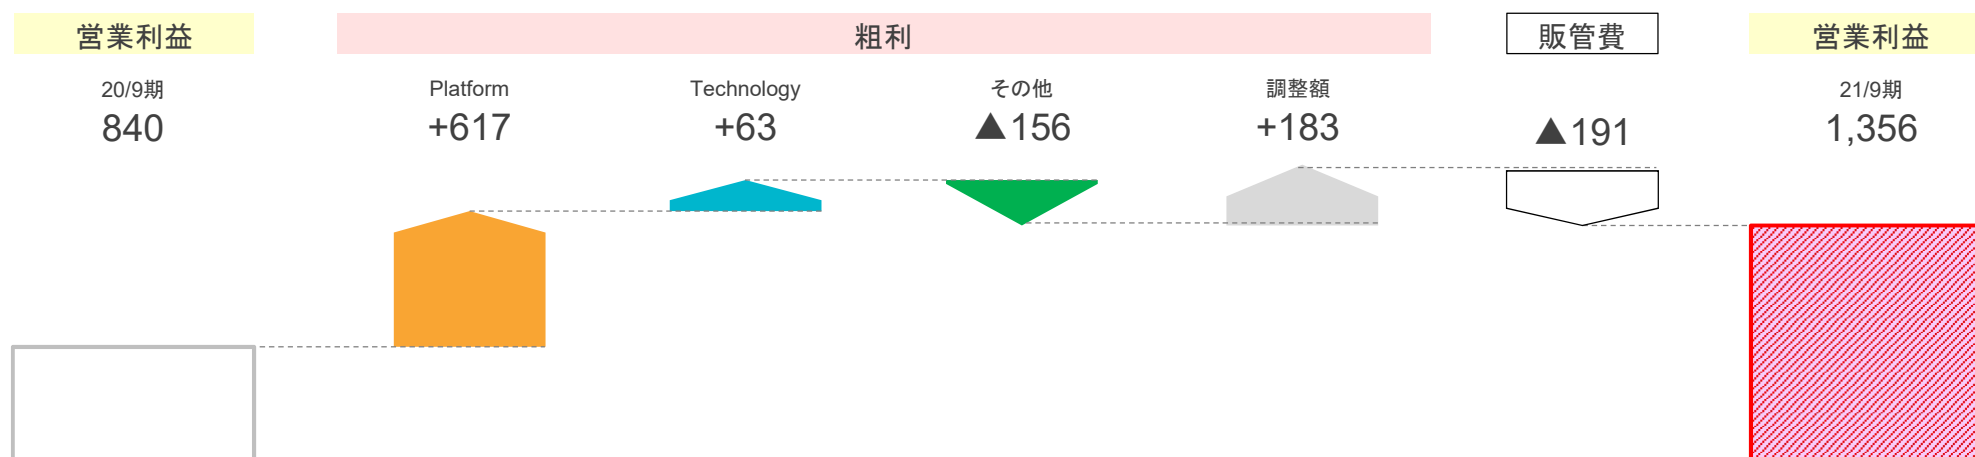 営業利益
粗利
販管費
営業利益
20/9期
Platform
Technology
その他
調整額
21/9期
840
+617
+63
▲156
+183
▲191
1,356